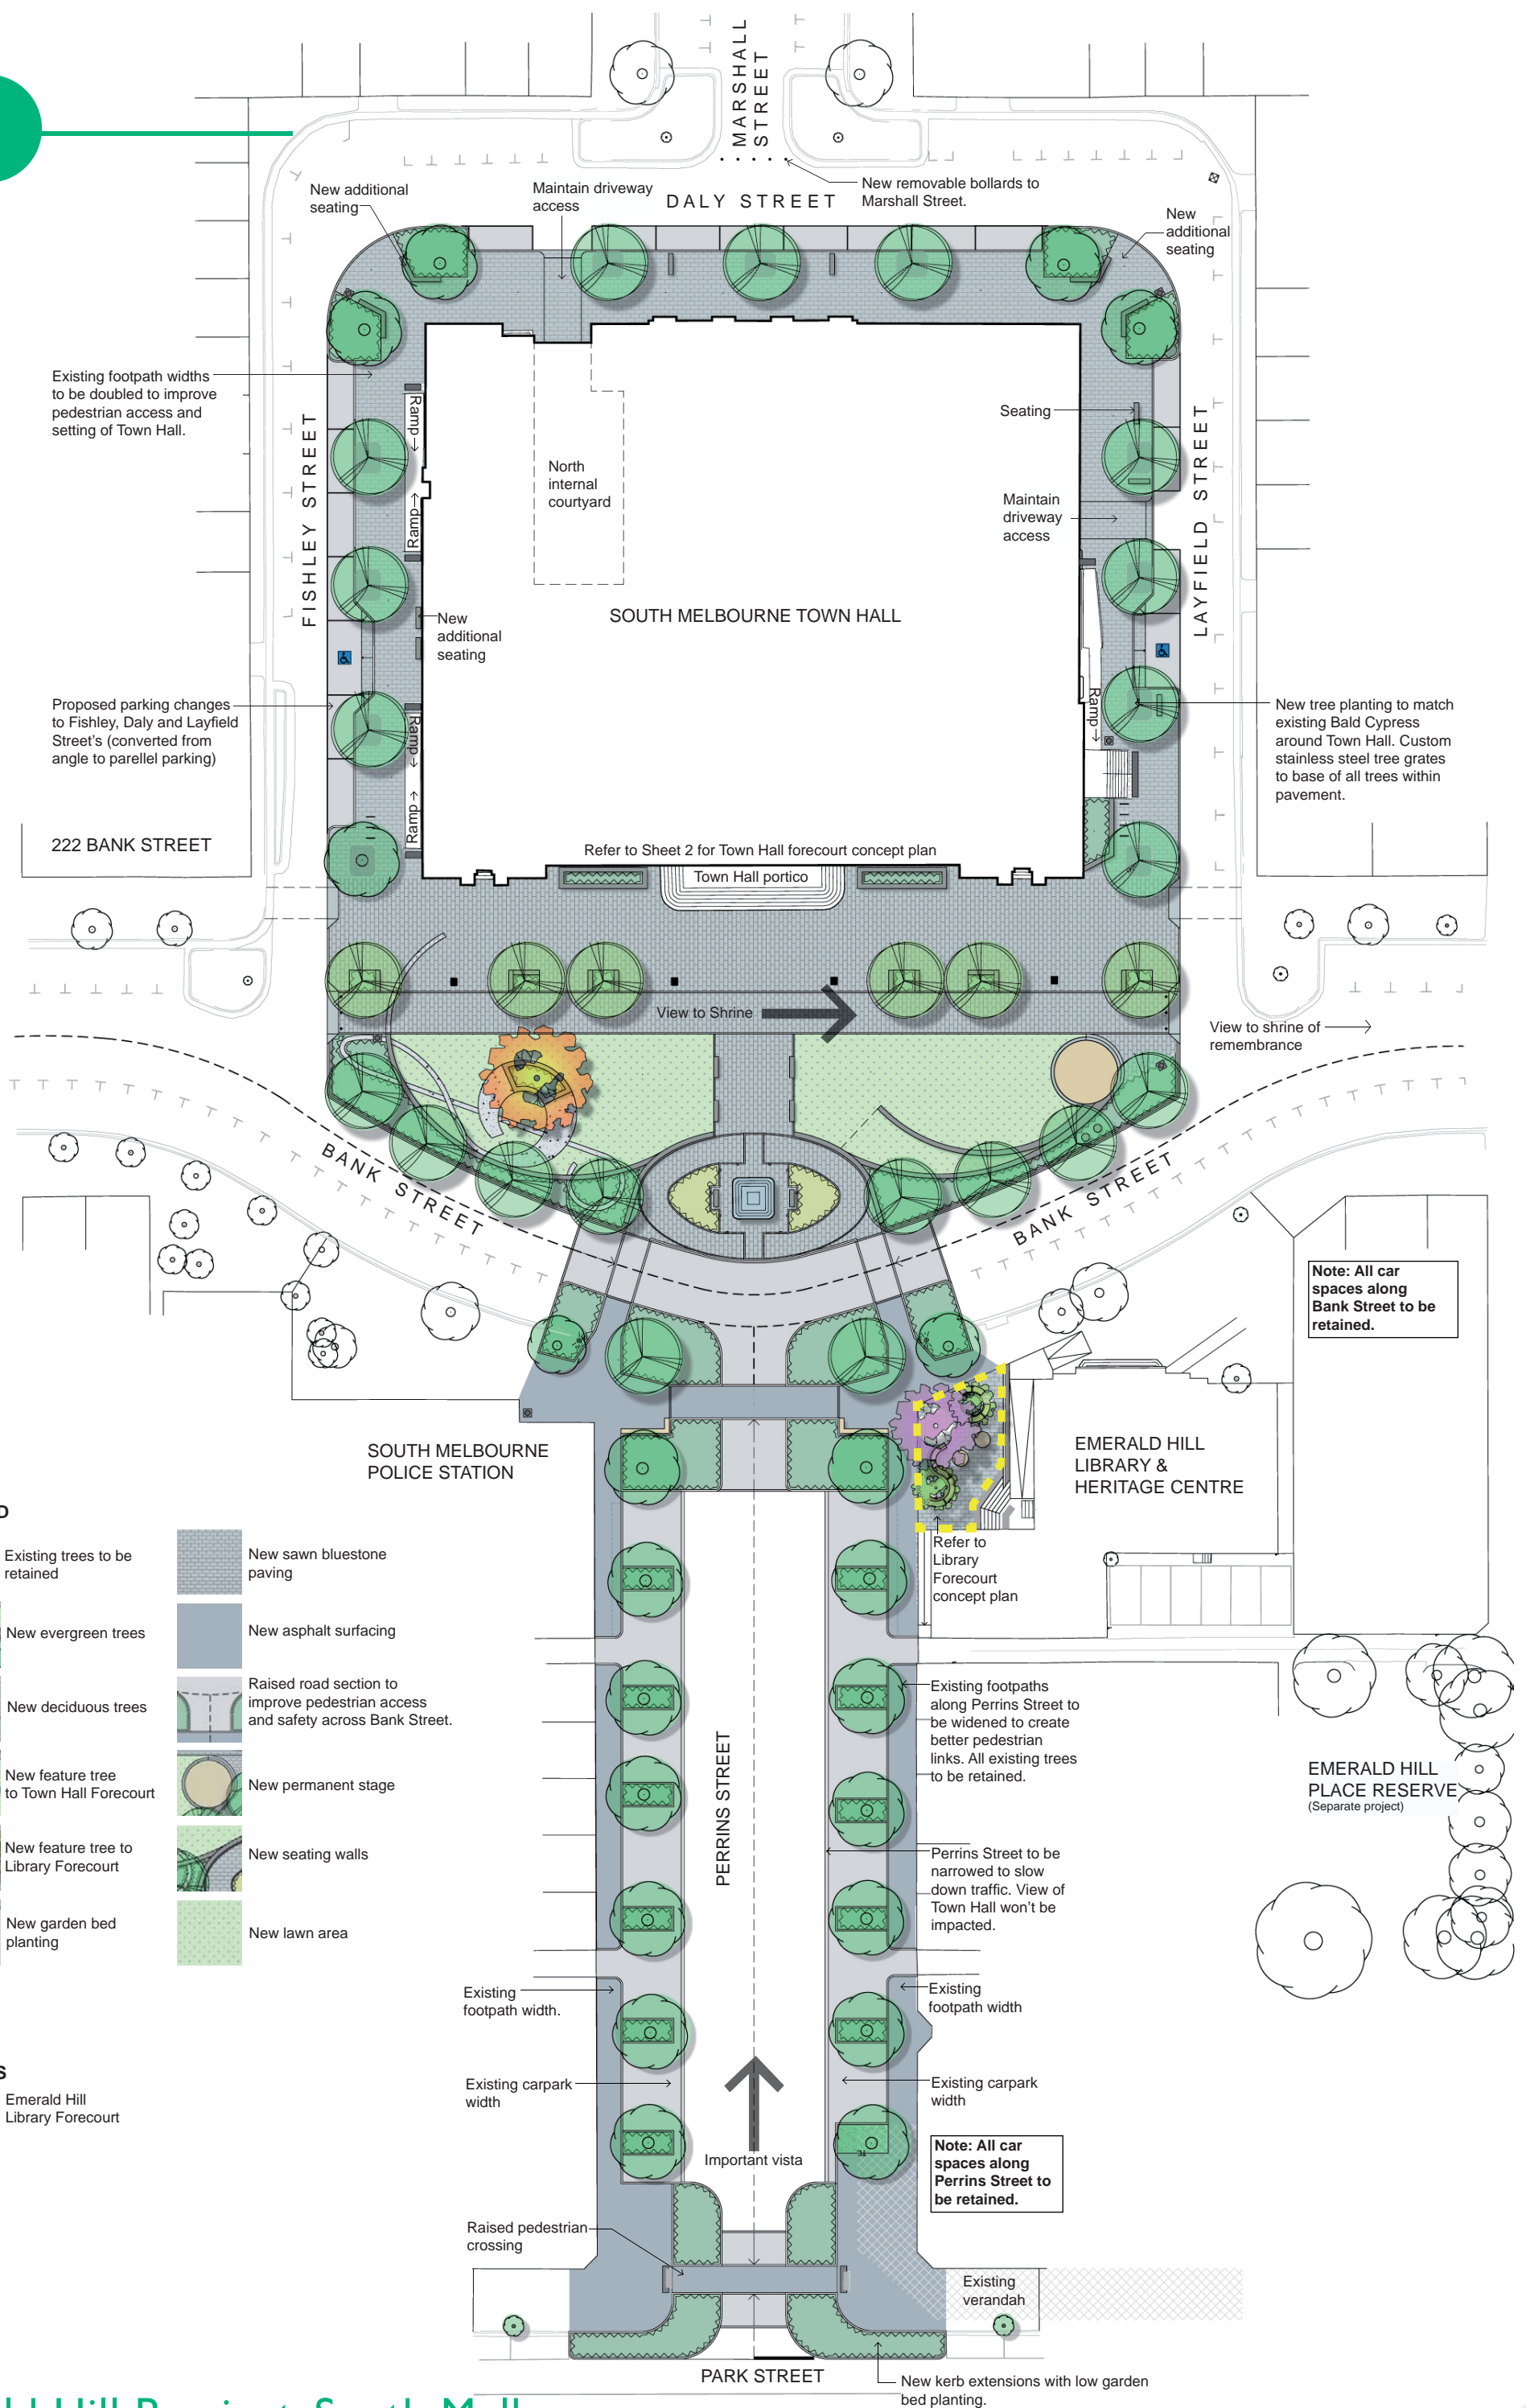 MARSHALL
STREET
New additional
seating
Maintain driveway
access
DALY STREET
New removable bollards to
Marshall Street.
New
additional
seating
Existing footpath widths
to be doubled to improve
pedestrian access and
setting of Town Hall.
FISHLEY STREET
Ramp
North
internal
courtyard
Seating
LAYFIELD STREET
Maintain
driveway
access
Ramp
New
additional
seating
SOUTH MELBOURNE TOWN HALL
Proposed parking changes
to Fishley, Daly and Layfield
Street's (converted from
angle to parellel parking)
Ramp
Ramp
Ramp
New tree planting to match
existing Bald Cypress
around Town Hall. Custom
stainless steel tree grates
to base of all trees within
pavement.
222 BANK STREET
Refer to Sheet 2 for Town Hall forecourt concept plan
Town Hall portico
View to Shrine
View to shrine of
remembrance
BANK STREET
BANK STREET
Note: All car
spaces along
Bank Street to be
retained.
SOUTH MELBOURNE
POLICE STATION
EMERALD HILL
LIBRARY &
HERITAGE CENTRE
Refer to
Library
Forecourt
concept plan
D
Existing trees to be
retained
New sawn bluestone
paving
New evergreen trees
New asphalt surfacing
New deciduous trees
Raised road section to
improve pedestrian access
and safety across Bank Street.
New feature tree
to Town Hall Forecourt
New permanent stage
New feature tree to
Library Forecourt
New seating walls
New garden bed
planting
New lawn area
PERRINS STREET
Existing footpaths
along Perrins Street to
be widened to create
better pedestrian
links. All existing trees
to be retained.
EMERALD HILL
PLACE RESERVE
(Separate project)
Perrins Street to be
narrowed to slow
down traffic. View of
Town Hall won't be
impacted.
Existing
footpath width.
Existing
footpath width
S
Emerald Hill
Library Forecourt
Existing carpark
width
Existing carpark
width
Important vista
Note: All car
spaces along
Perrins Street to
be retained.
Raised pedestrian
crossing
Existing
verandah
PARK STREET
New kerb extensions with low garden
bed planting.